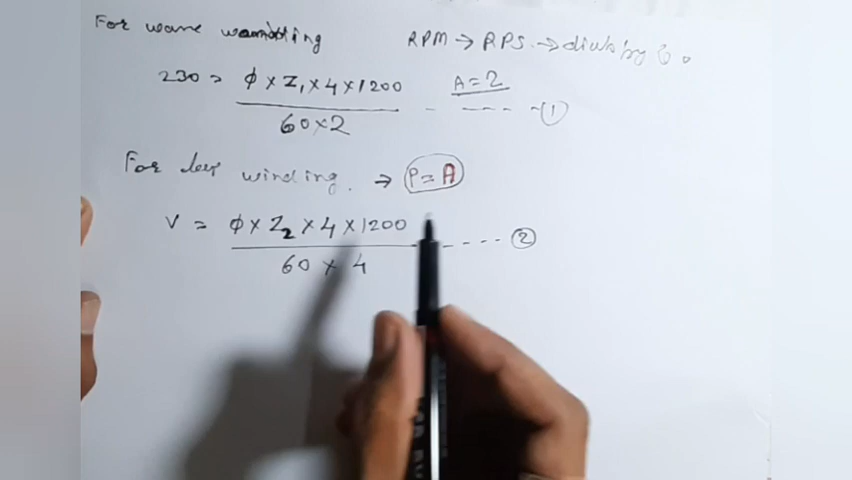 For wave winding RPM → RPS → divide by 60
230 = φ × Z₁ × 4 × 1200 / 60 × 2 A = 2 - ---- - ①
For lap winding. → P = A
V = φ × Z₂ × 4 × 1200 / 60 × 4 ---- ②